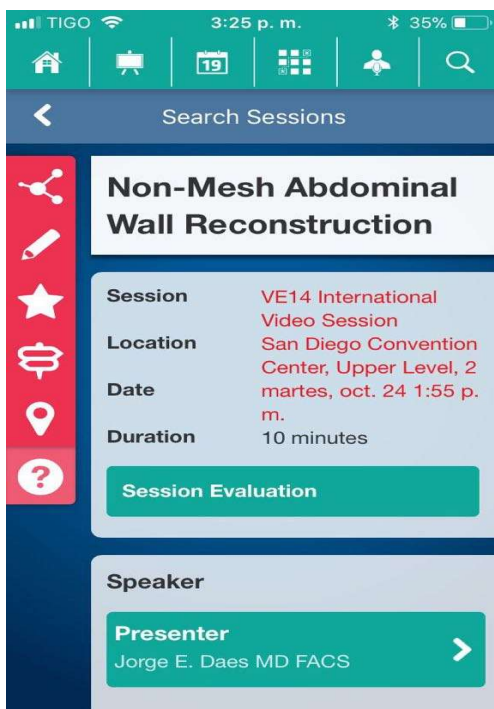 TIGO 3:25 p. m. 35%
19
Search Sessions
Non-Mesh Abdominal
Wall Reconstruction
Session VE14 International
Video Session
Location San Diego Convention
Center, Upper Level, 2
Date martes, oct. 24 1:55 p.
m.
Duration 10 minutes
?
Session Evaluation
Speaker
Presenter
Jorge E. Daes MD FACS